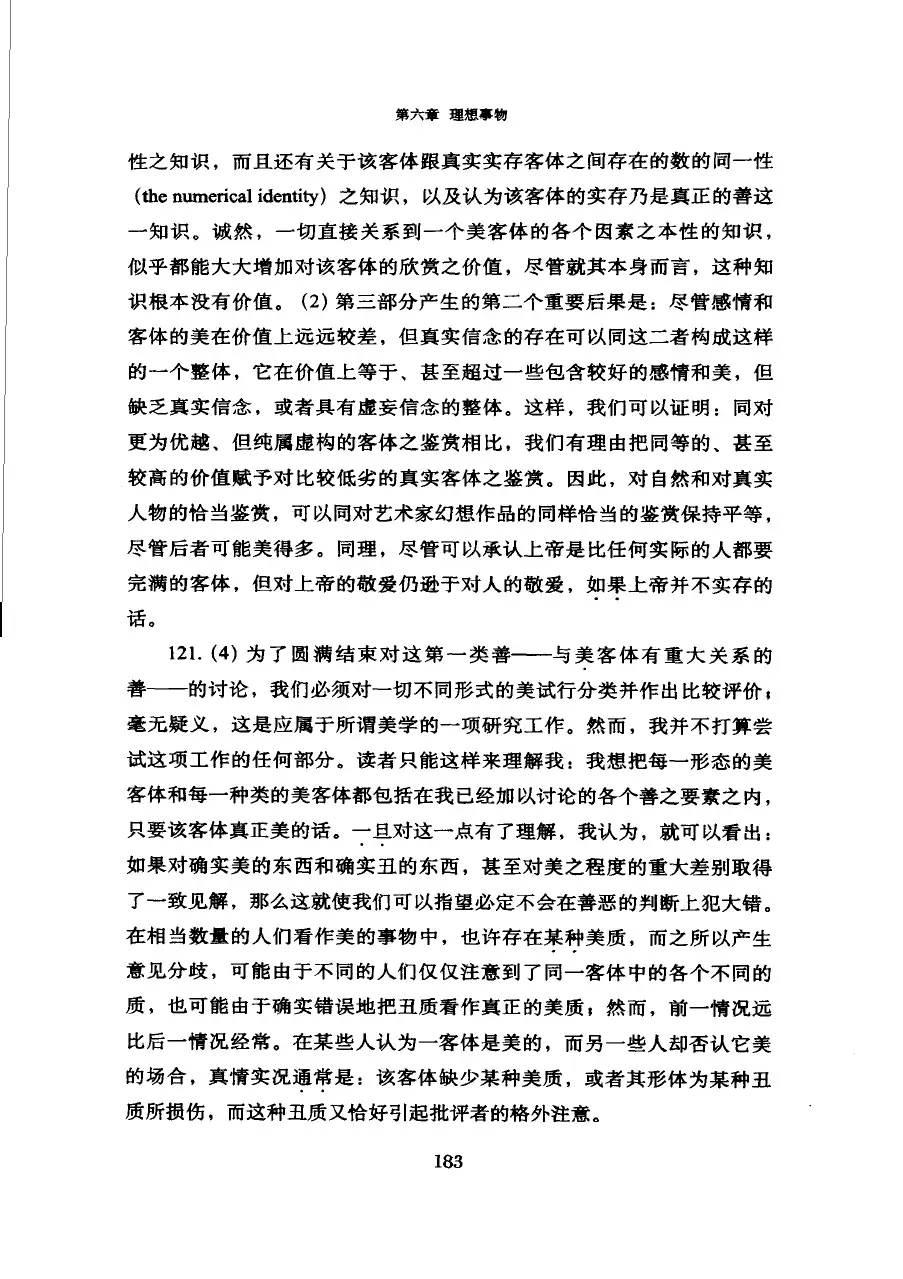 第六章 理想事物
性之知识，而且还有关于该客体跟真实实存客体之间存在的数的同一性
（the numerical identity）之知识，以及认为该客体的实存乃是真正的善这
一知识。诚然，一切直接关系到一个美客体的各个因素之本性的知识，
似乎都能大大增加对该客体的欣赏之价值，尽管就其本身而言，这种知
识根本没有价值。(2) 第三部分产生的第二个重要后果是：尽管感情和
客体的美在价值上远远较差，但真实信念的存在可以同这二者构成这样
的一个整体，它在价值上等于、甚至超过一些包含较好的感情和美，但
缺乏真实信念，或者具有虚妄信念的整体。这样，我们可以证明：同对
更为优越、但纯属虚构的客体之鉴赏相比，我们有理由把同等的、甚至
较高的价值赋予对比较低劣的真实客体之鉴赏。因此，对自然和对真实
人物的恰当鉴赏，可以同对艺术家幻想作品的同样恰当的鉴赏保持平等，
尽管后者可能美得多。同理，尽管可以承认上帝是比任何实际的人都要
完满的客体，但对上帝的敬爱仍逊于对人的敬爱，如果上帝并不实存的
话。
121. (4) 为了圆满结束对这第一类善——与美客体有重大关系的
善——的讨论，我们必须对一切不同形式的美试行分类并作出比较评价；
毫无疑义，这是应属于所谓美学的一项研究工作。然而，我并不打算尝
试这项工作的任何部分。读者只能这样来理解我：我想把每一形态的美
客体和每一种类的美客体都包括在我已经加以讨论的各个善之要素之内，
只要该客体真正美的话。一旦对这一点有了理解，我认为，就可以看出：
如果对确实美的东西和确实丑的东西，甚至对美之程度的重大差别取得
了一致见解，那么这就使我们可以指望必定不会在善恶的判断上犯大错。
在相当数量的人们看作美的事物中，也许存在某种美质，而之所以产生
意见分歧，可能由于不同的人们仅仅注意到了同一客体中的各个不同的
质，也可能由于确实错误地把丑质看作真正的美质；然而，前一情况远
比后一情况经常。在某些人认为一客体是美的，而另一些人却否认它美
的场合，真情实况通常是：该客体缺少某种美质，或者其形体为某种丑
质所损伤，而这种丑质又恰好引起批评者的格外注意。
183